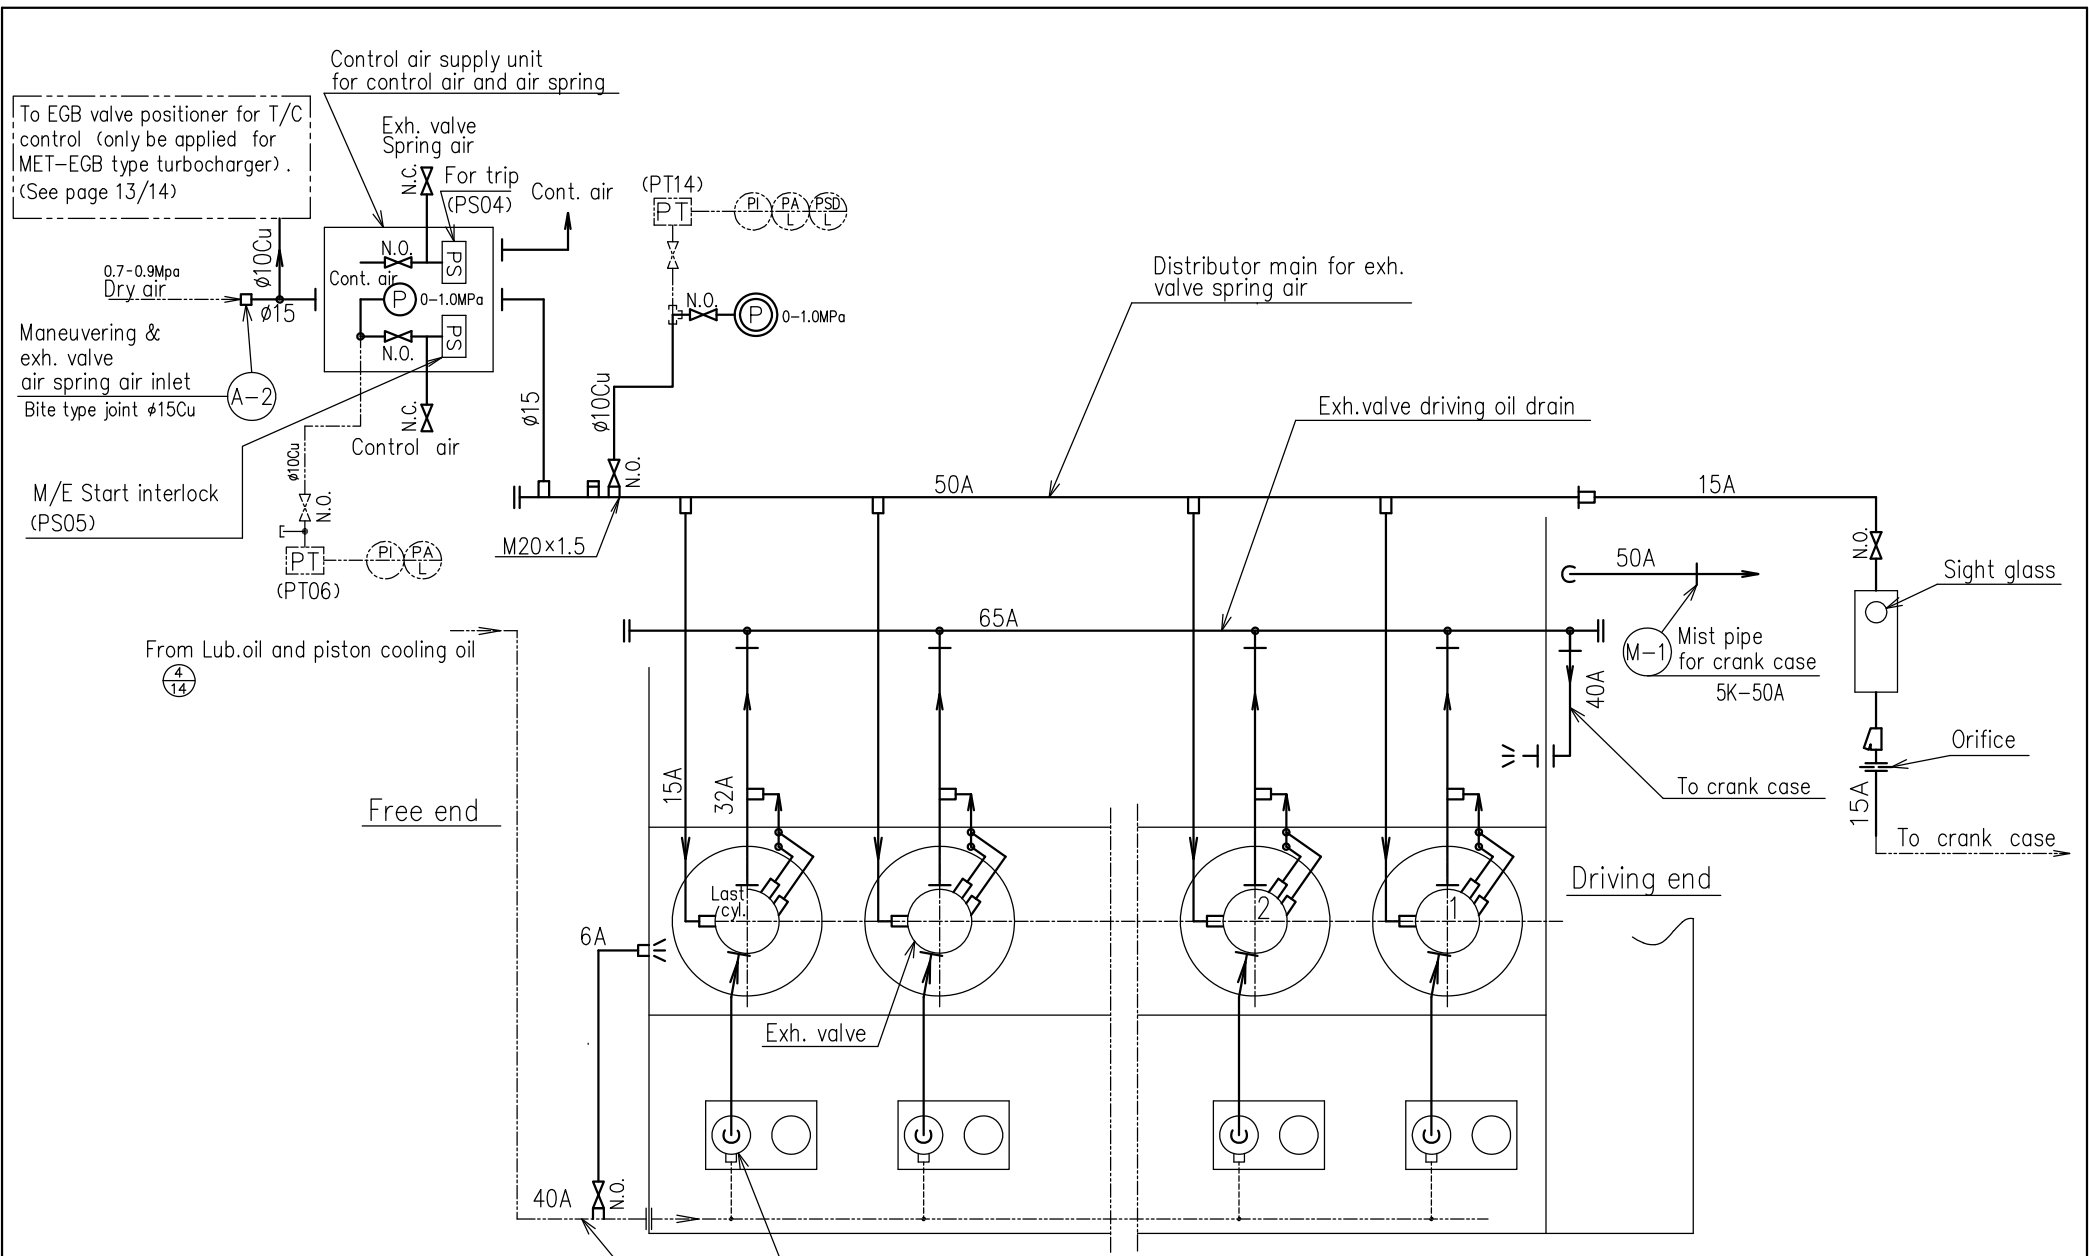 Control air supply unit
for control air and air spring
To EGB valve positioner for T/C
control (only be applied for
MET-EGB type turbocharger).
(See page 13/14)
Exh. valve
Spring air
N.C.
For trip
(PS04)
Cont. air
(PT14)
PT
PI
PA
L
PSD
L
ø10Cu
N.O.
PS
Cont. air
P
0-1.0MPa
PS
N.O.
0.7-0.9Mpa
Dry air
ø15
Maneuvering &
exh. valve
air spring air inlet
Bite type joint ø15Cu
A-2
N.C.
Control air
ø10Cu
N.O.
M/E Start interlock
(PS05)
PT
(PT06)
PI
PA
L
ø15
ø10Cu
N.O.
N.O.
P
0-1.0MPa
Distributor main for exh.
valve spring air
Exh.valve driving oil drain
50A
15A
M20×1.5
N.O.
50A
Sight glass
65A
M-1
Mist pipe
for crank case
5K-50A
40A
From Lub.oil and piston cooling oil
4
14
Orifice
To crank case
15A
To crank case
15A
32A
Free end
Driving end
Last
cyl.
2
1
6A
Exh. valve
40A
N.O.